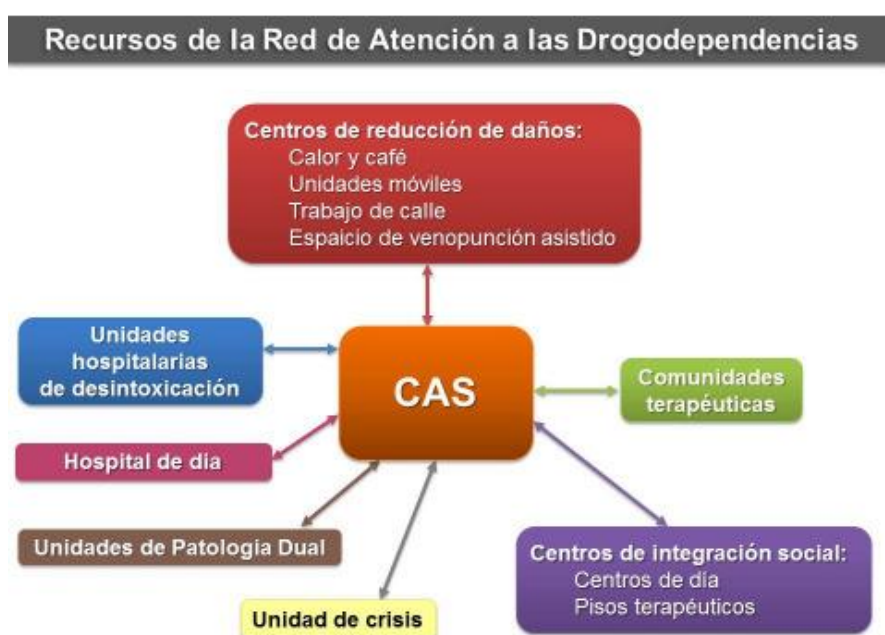 Recursos de la Red de Atención a las Drogodependencias
Centros de reducción de daños:
Calor y café
Unidades móviles
Trabajo de calle
Espaicio de venopunción asistido
Unidades
hospitalarias
de desintoxicación
CAS
Comunidades
terapéuticas
Hospital de dia
Unidades de Patología Dual
Centros de integración social:
Centros de día
Pisos terapéuticos
Unidad de crisis